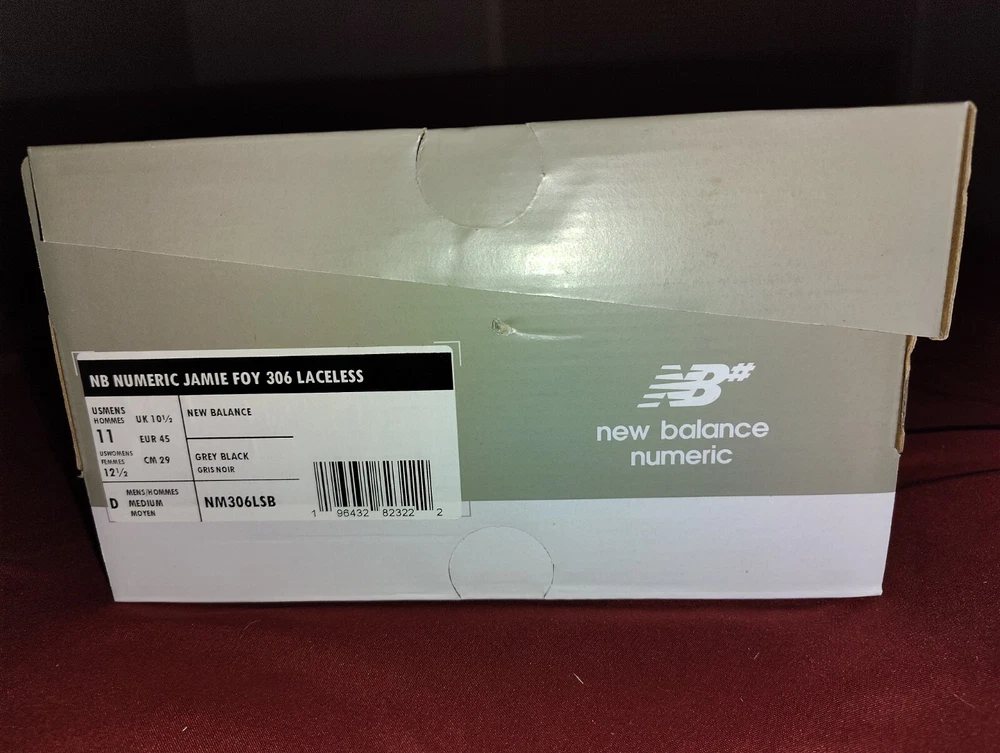 NB NUMERIC JAMIE FOY 306 LACELESS
USMENS
HOMMES
11
UK 10½
EUR 45
USWOMENS
FEMMES
12½
CM 29
NEW BALANCE
GREY BLACK
GRIS NOIR
D
MENS/HOMMES
MEDIUM
MOYEN
NM306LSB
1 96432 82322 2
NB#
new balance
numeric